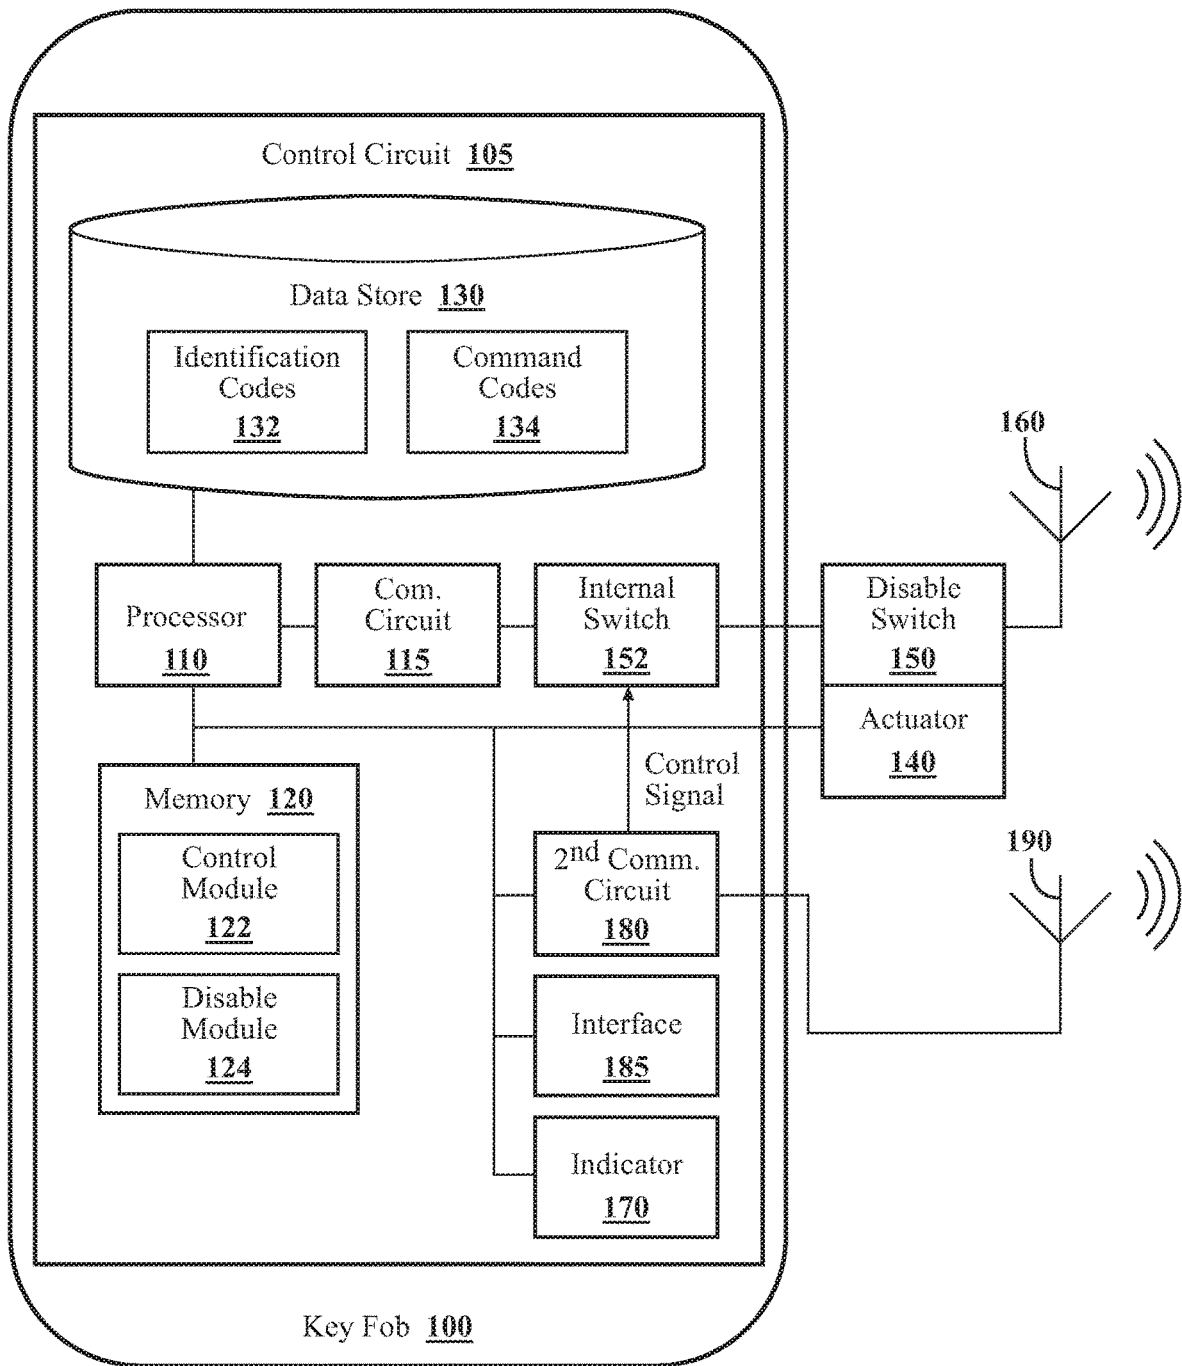 Control Circuit 105
Data Store 130
Identification
Codes
132
Command
Codes
134
160
Processor
110
Com.
Circuit
115
Internal
Switch
152
Disable
Switch
150
Actuator
140
Control
Signal
Memory 120
Control
Module
122
Disable
Module
124
2nd Comm.
Circuit
180
190
Interface
185
Indicator
170
Key Fob 100